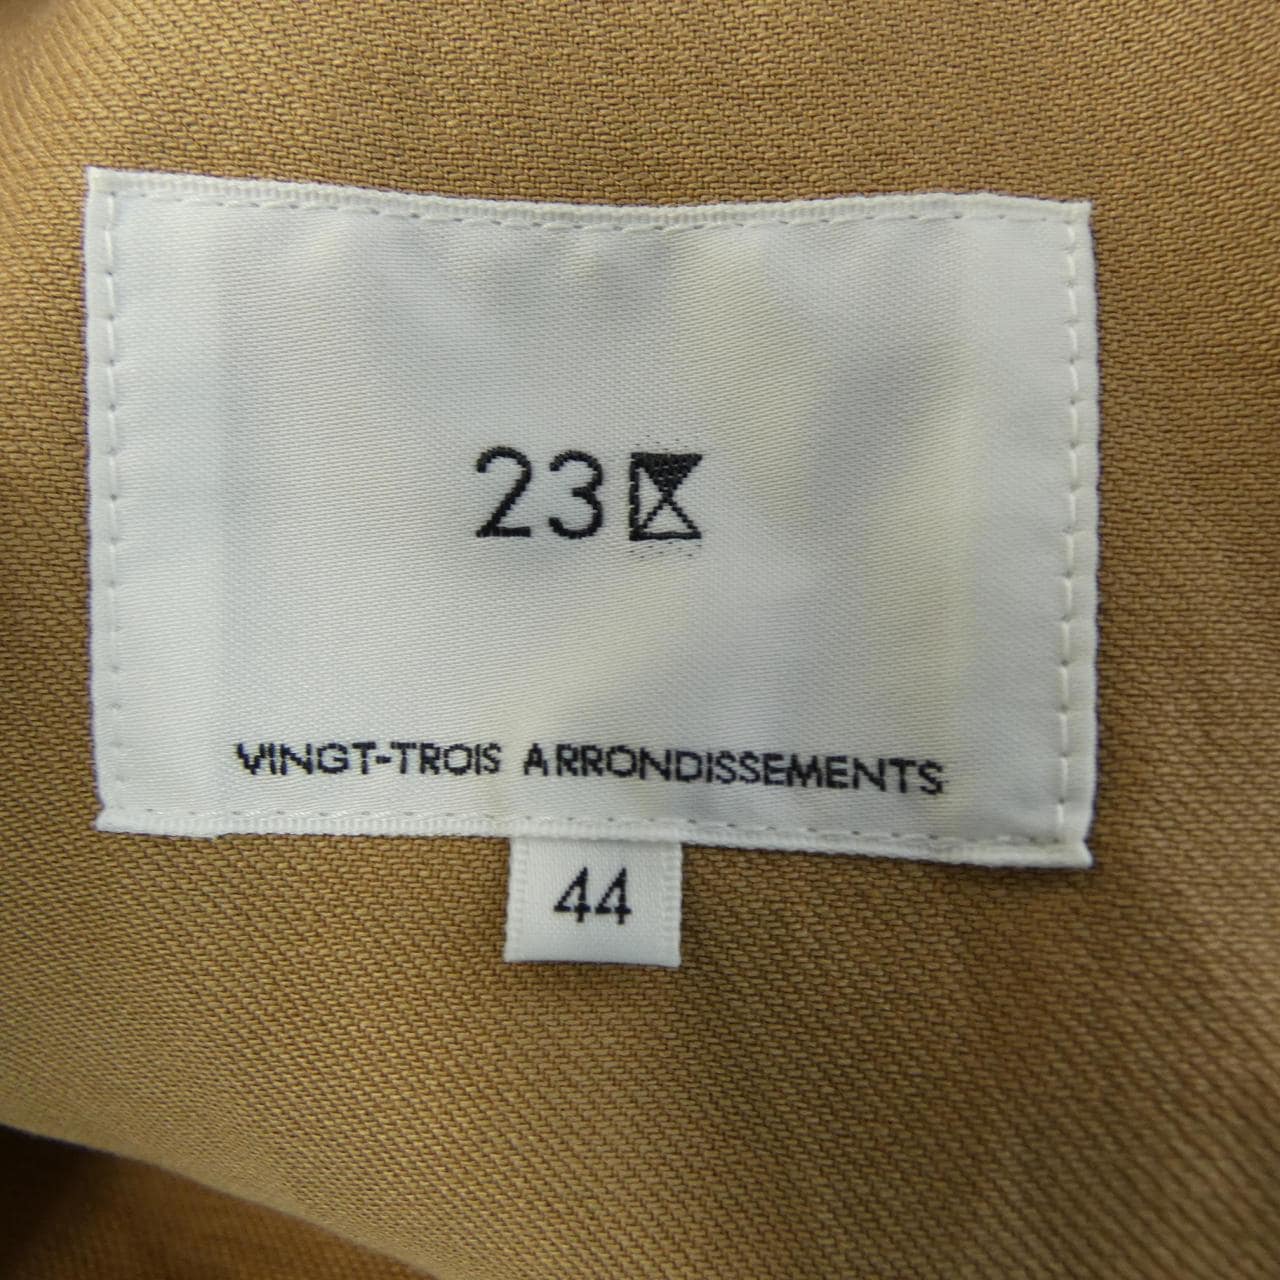 23区
VINGT-TROIS ARRONDISSEMENTS
44